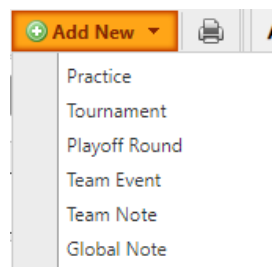 Add New
Practice
Tournament
Playoff Round
Team Event
Team Note
Global Note